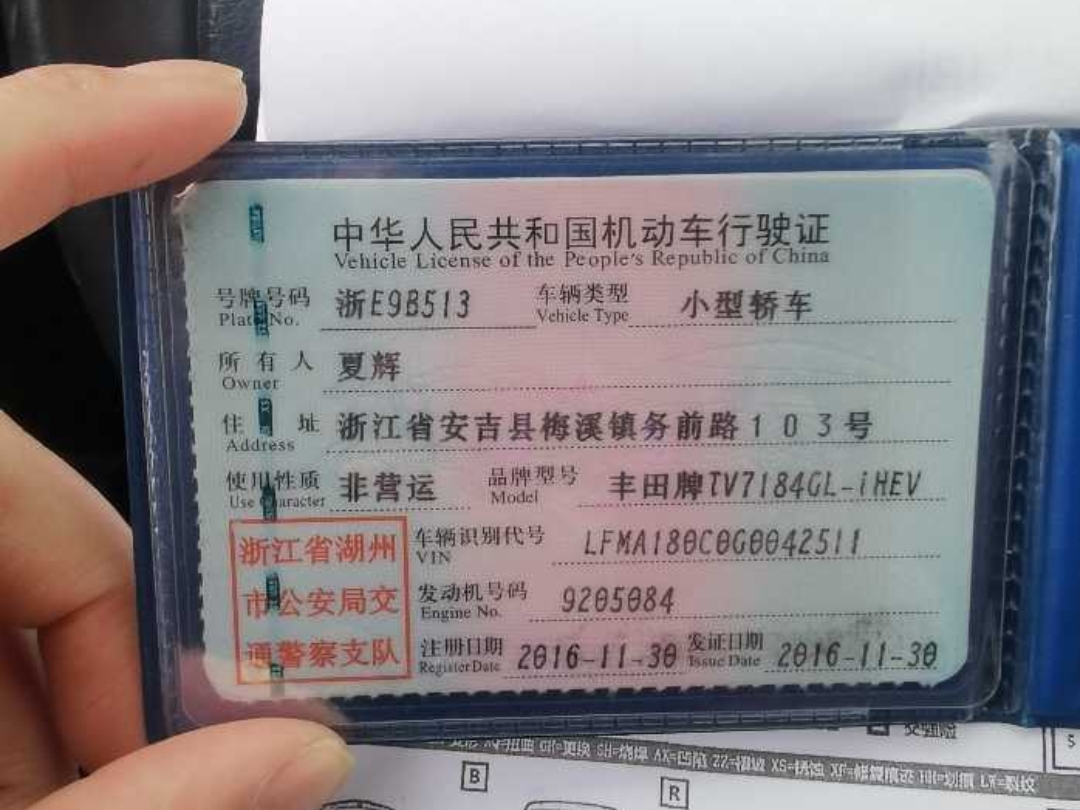 中华人民共和国机动车行驶证
Vehicle License of the People's Republic of China
号牌号码 浙E9B513 车辆类型 小型轿车
Plate No. Vehicle Type
所有人 夏辉
Owner
住址 浙江省安吉县梅溪镇务前路103号
Address
使用性质 非营运 品牌型号 丰田牌TV7184GL-iHEV
Use Character Model
浙江省湖州
市公安局交
通警察支队
车辆识别代号 LFMA180C0G0042511
VIN
发动机号码 9205084
Engine No.
注册日期 2016-11-30 发证日期 2016-11-30
Register Date Issue Date
SH=烧焊 AX=凹陷
B
R
S